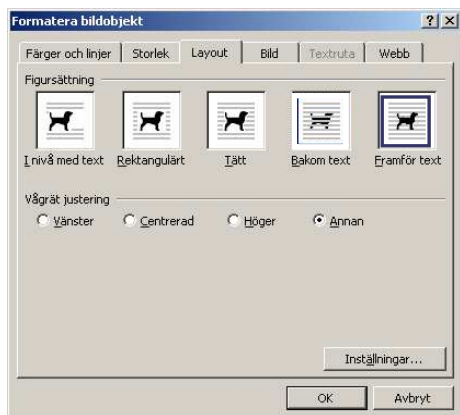 Formatera bildobjekt
Färger och linjer Storlek Layout Bild Textruta Webb
Figursättning
I nivå med text Rektangulärt Tätt Bakom text Framför text
Vågrät justering
Vänster Centrerad Höger Annan
Inställningar...
OK Avbryt